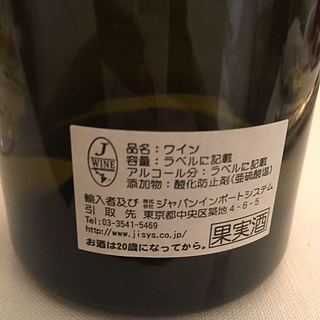 J
WINE
品名：ワイン
容量：ラベルに記載
アルコール分：ラベルに記載
添加物：酸化防止剤(亜硫酸塩)
輸入者及び 株式会社 ジャパンインポートシステム
引取先 東京都中央区築地4-6-5
Tel:03-3541-5469
http://www.jisys.co.jp/
お酒は20歳になってから。
果実酒